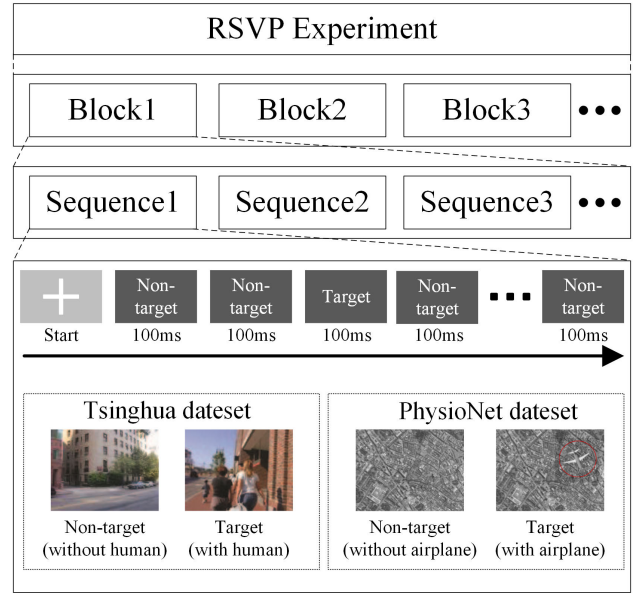 RSVP Experiment
Block1 Block2 Block3 •••
Sequence1 Sequence2 Sequence3 •••
Non- Non- Target Non- ••• Non-
target target target target
Start 100ms 100ms 100ms 100ms 100ms
Tsinghua dateset PhysioNet dateset
Non-target Target Non-target Target
(without human) (with human) (without airplane) (with airplane)